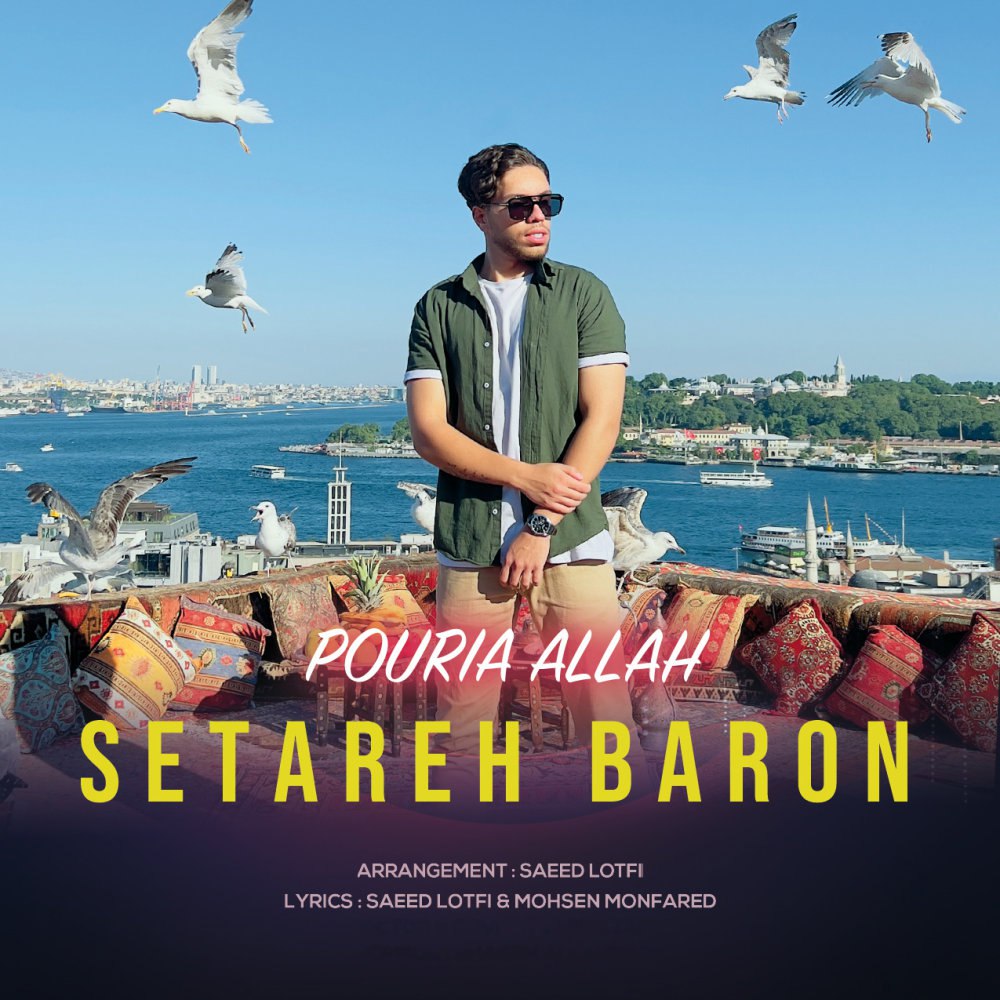 POURIA ALLAH
SETAREH BARON
ARRANGEMENT : SAEED LOTFI
LYRICS : SAEED LOTFI & MOHSEN MONFARED